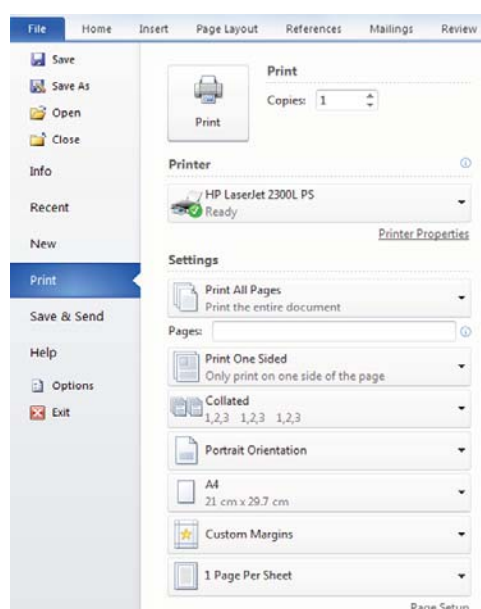 File Home Insert Page Layout References Mailings Review
Save
Save As
Open
Close
Info
Recent
New
Print
Save & Send
Help
Options
Exit
Print
Print
Copies: 1
Printer
HP LaserJet 2300L PS
Ready
Printer Properties
Settings
Print All Pages
Print the entire document
Pages:
Print One Sided
Only print on one side of the page
Collated
1,2,3 1,2,3 1,2,3
Portrait Orientation
A4
21 cm x 29.7 cm
Custom Margins
1 Page Per Sheet
Page Setup